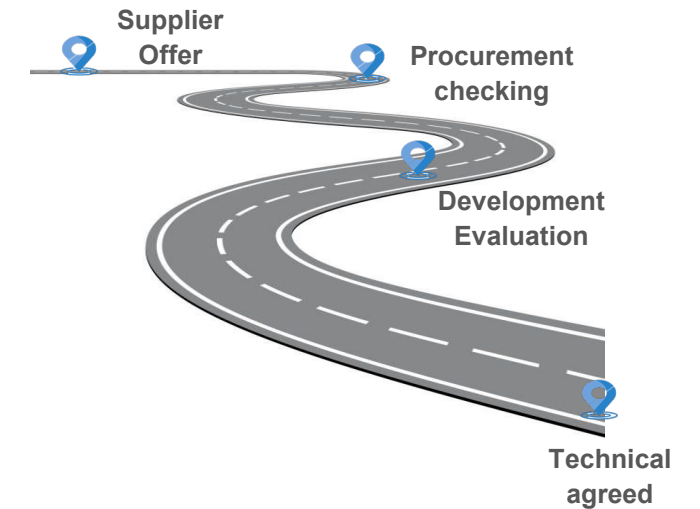 Supplier
Offer
Procurement
checking
Development
Evaluation
Technical
agreed